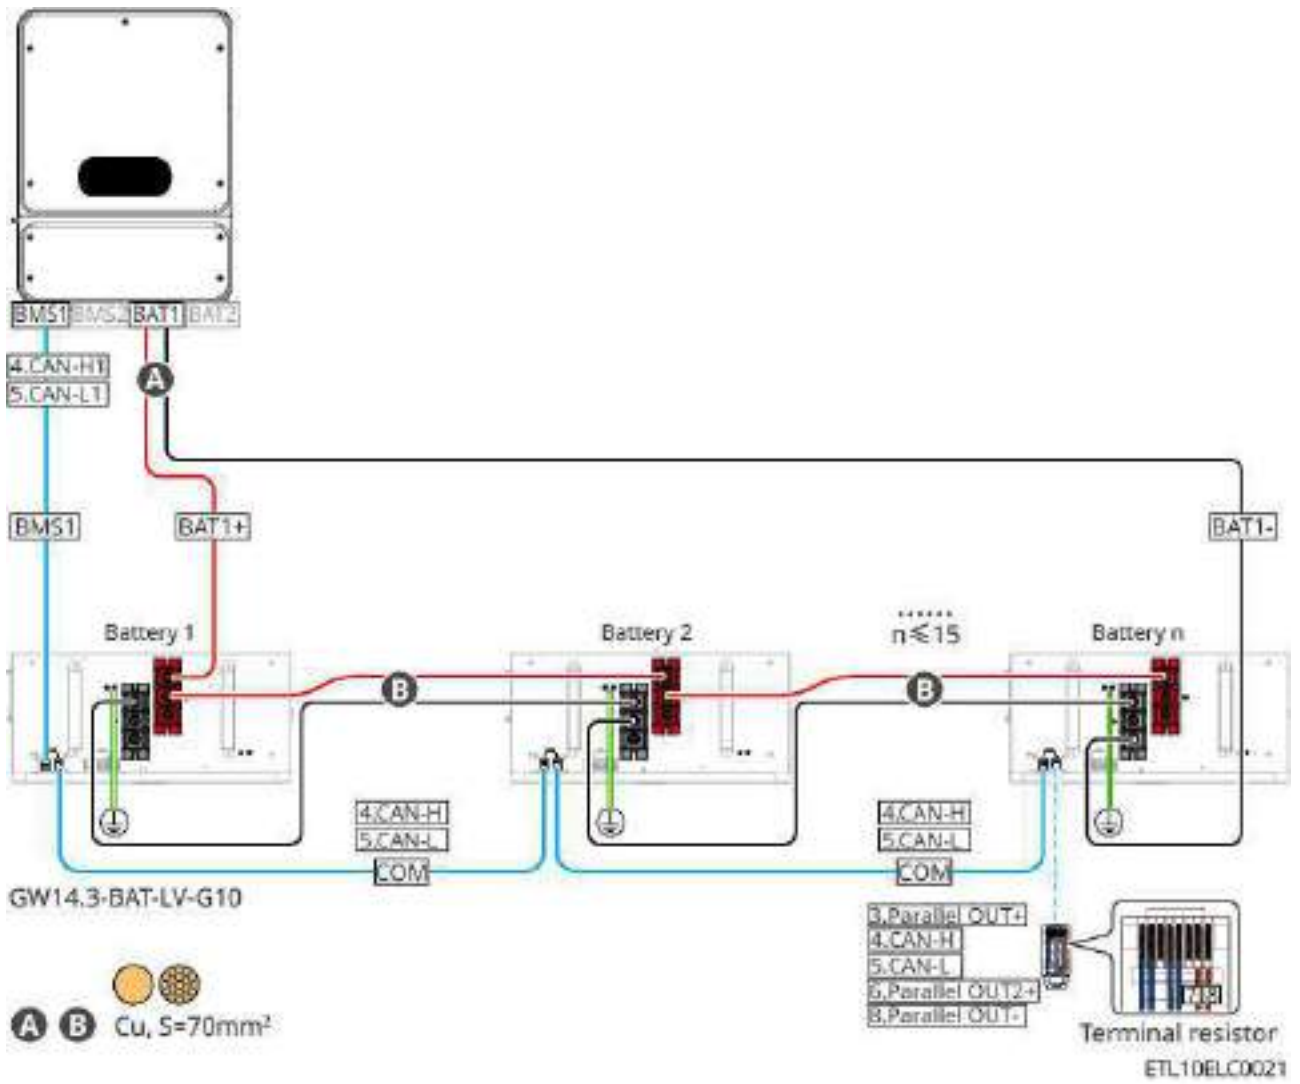 BMS1 BMS2 BAT1 BAT2
4.CAN-H1
5.CAN-L1
A
BMS1
BAT1+
BAT1-
Battery 1
Battery 2
n≤15
Battery n
B
B
4.CAN-H
5.CAN-L
COM
4.CAN-H
5.CAN-L
COM
GW14.3-BAT-LV-G10
3.Parallel OUT+
4.CAN-H
5.CAN-L
6.Parallel OUT2+
8.Parallel OUT-
7 8
A B Cu, S=70mm²
Terminal resistor
ETL10ELC0021